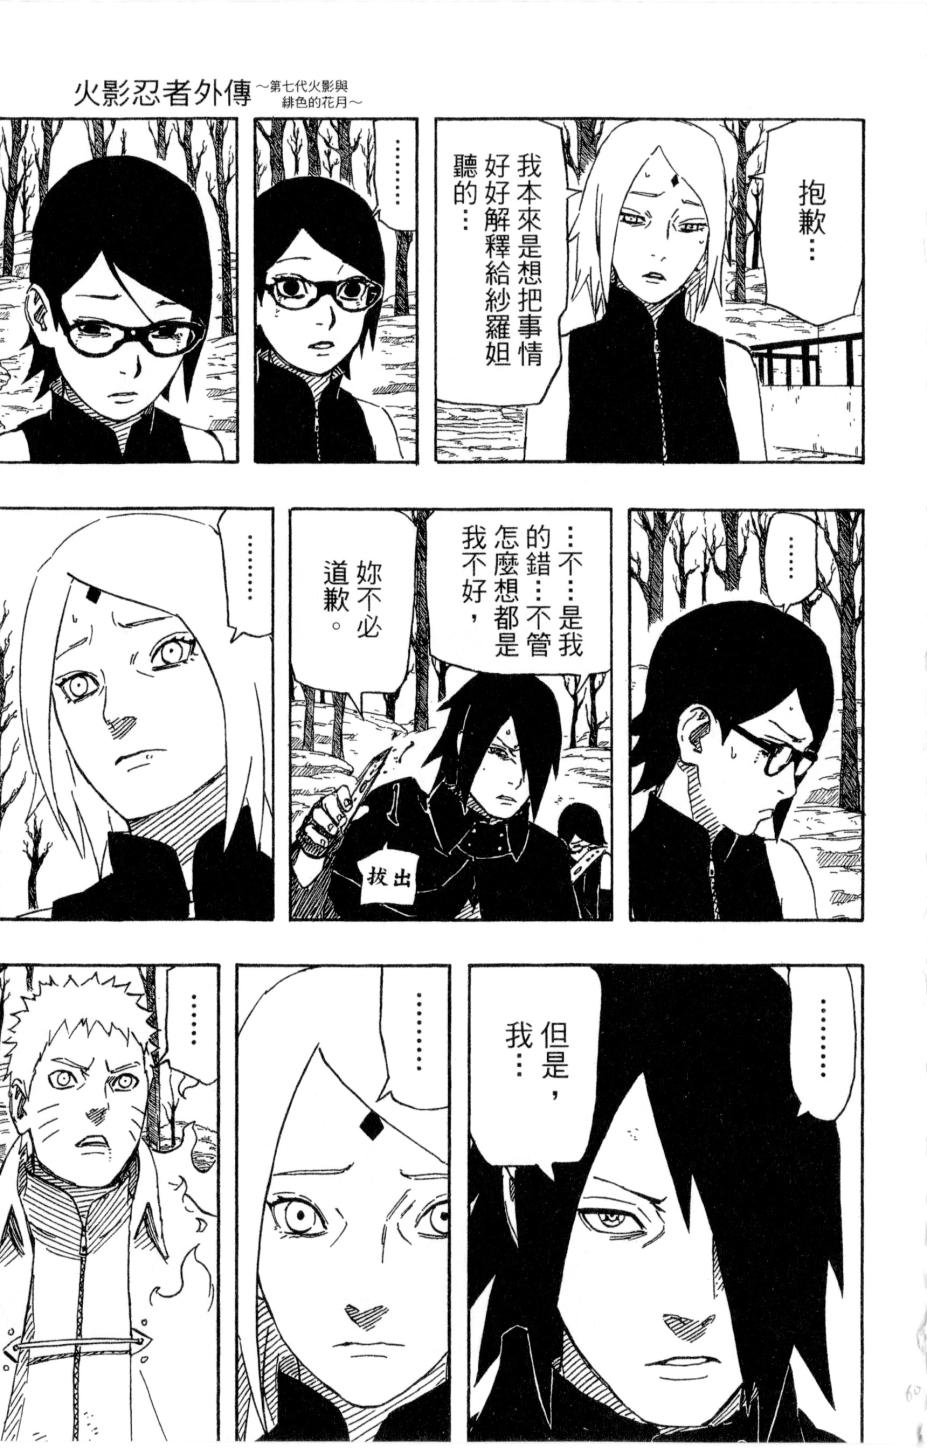 火影忍者外傳
～第七代火影與
緋色的花月～
抱歉…
我本來是想把事情
好好解釋給紗羅妲
聽的…
………
……
…不…是我
的錯…不管
怎麼想都是
我不好，
妳不必
道歉。
拔出
………
………
但是，
我…
………
……
60